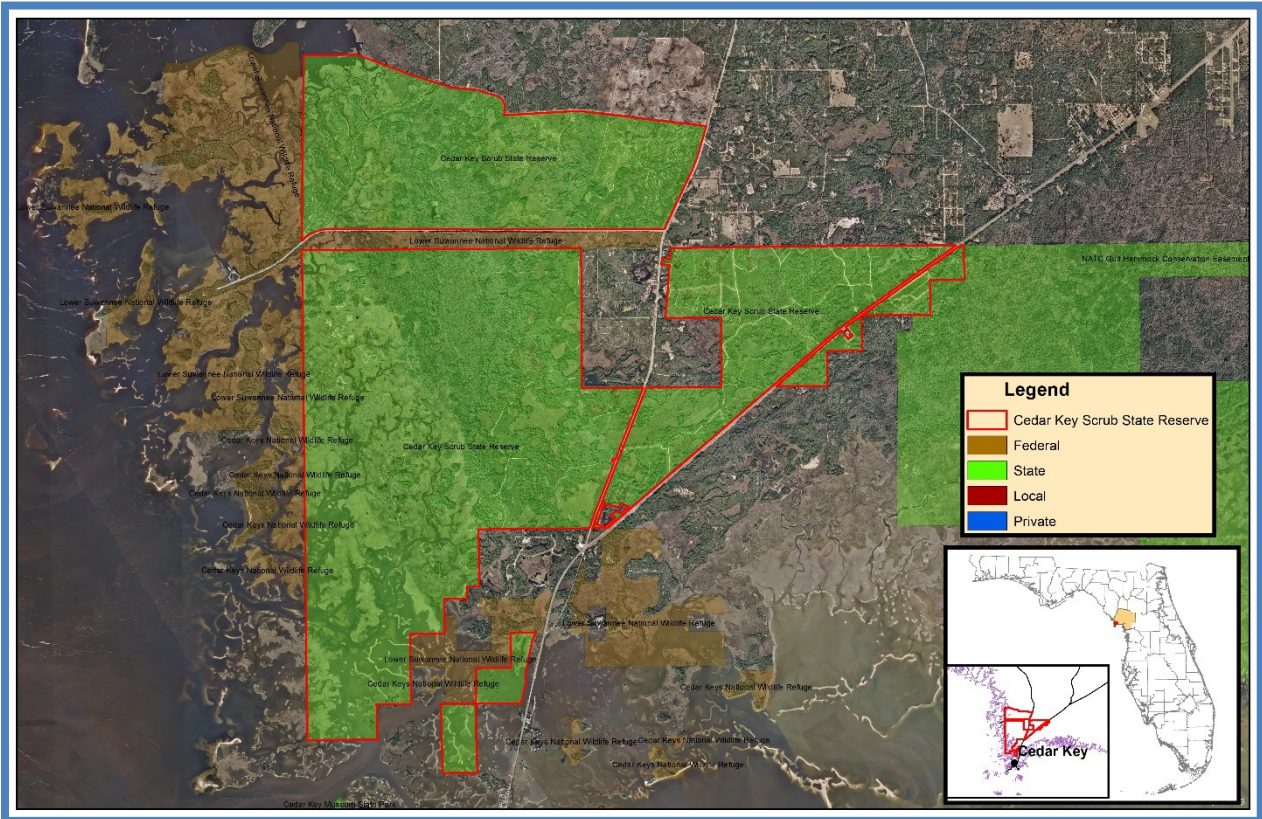 Lower Suwannee National Wildlife Refuge
Cedar Key Scrub State Reserve
Lower Suwannee National Wildlife Refuge
Lower Suwannee National Wildlife Refuge
NATC Gulf Hammock Conservation Easement
Lower Suwannee National Wildlife Refuge
Cedar Key Scrub State Reserve
Lower Suwannee National Wildlife Refuge
Lower Suwannee National Wildlife Refuge
Cedar Keys National Wildlife Refuge
Cedar Key Scrub State Reserve
Cedar Keys National Wildlife Refuge
Cedar Keys National Wildlife Refuge
Cedar Keys National Wildlife Refuge
Cedar Keys National Wildlife Refuge
Lower Suwannee National Wildlife Refuge
Lower Suwannee National Wildlife Refuge
Cedar Keys National Wildlife Refuge
Cedar Keys National Wildlife Refuge
Cedar Keys National Wildlife Refuge
Cedar Keys National Wildlife Refuge
Cedar Keys National Wildlife Refuge
Cedar Key Museum State Park
Legend
Cedar Key Scrub State Reserve
Federal
State
Local
Private
Cedar Key